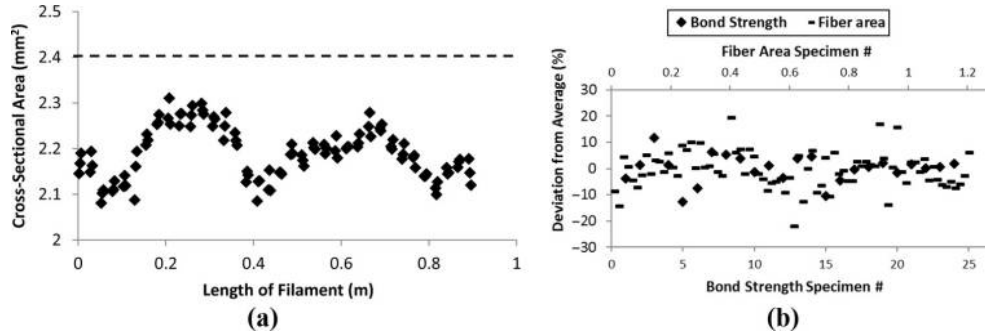 Cross-Sectional Area (mm²)
2.4
2.3
2.2
2.1
2
0 0.2 0.4 0.6 0.8 1
Length of Filament (m)
(a)
Bond Strength Fiber area
Fiber Area Specimen #
0 0.2 0.4 0.6 0.8 1 1.2
Deviation from Average (%)
30
20
10
0
−10
−20
−30
0 5 10 15 20 25
Bond Strength Specimen #
(b)